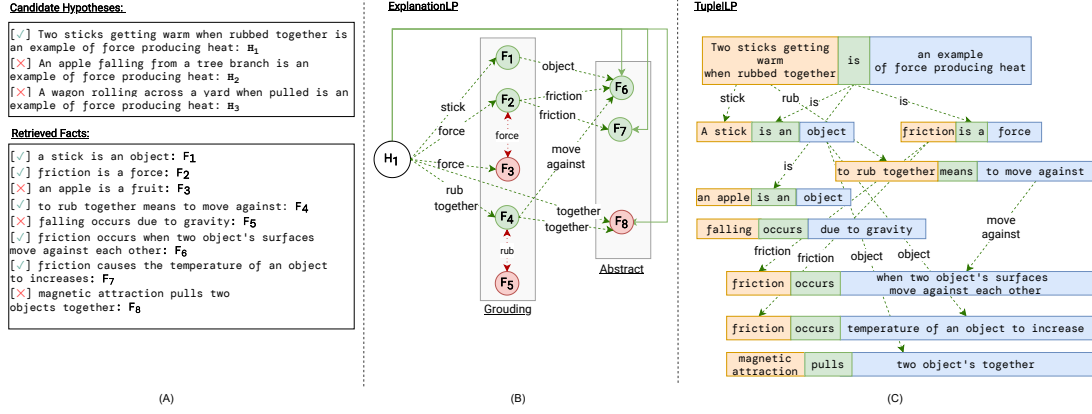 Candidate Hypotheses:
[✓] Two sticks getting warm when rubbed together is
an example of force producing heat: H1
[✕] An apple falling from a tree branch is an
example of force producing heat: H2
[✕] A wagon rolling across a yard when pulled is an
example of force producing heat: H3
Retrieved Facts:
[✓] a stick is an object: F1
[✓] friction is a force: F2
[✕] an apple is a fruit: F3
[✓] to rub together means to move against: F4
[✕] falling occurs due to gravity: F5
[✓] friction occurs when two object's surfaces
move against each other: F6
[✓] friction causes the temperature of an object
to increases: F7
[✕] magnetic attraction pulls two
objects together: F8
(A)
ExplanationLP
H1
stick
force
force
rub
together
F1
F2
force
F3
F4
rub
F5
Grouding
object
friction
friction
move
against
together
together
F6
F7
F8
Abstract
(B)
TupleILP
Two sticks getting
warm
when rubbed together
is
an example
of force producing heat
stick
rub
is
is
A stick
is an
object
friction
is a
force
is
to rub together
means
to move against
an apple
is an
object
falling
occurs
due to gravity
move
against
friction
friction
object
object
friction
occurs
when two object's surfaces
move against each other
friction
occurs
temperature of an object to increase
magnetic
attraction
pulls
two object's together
(C)